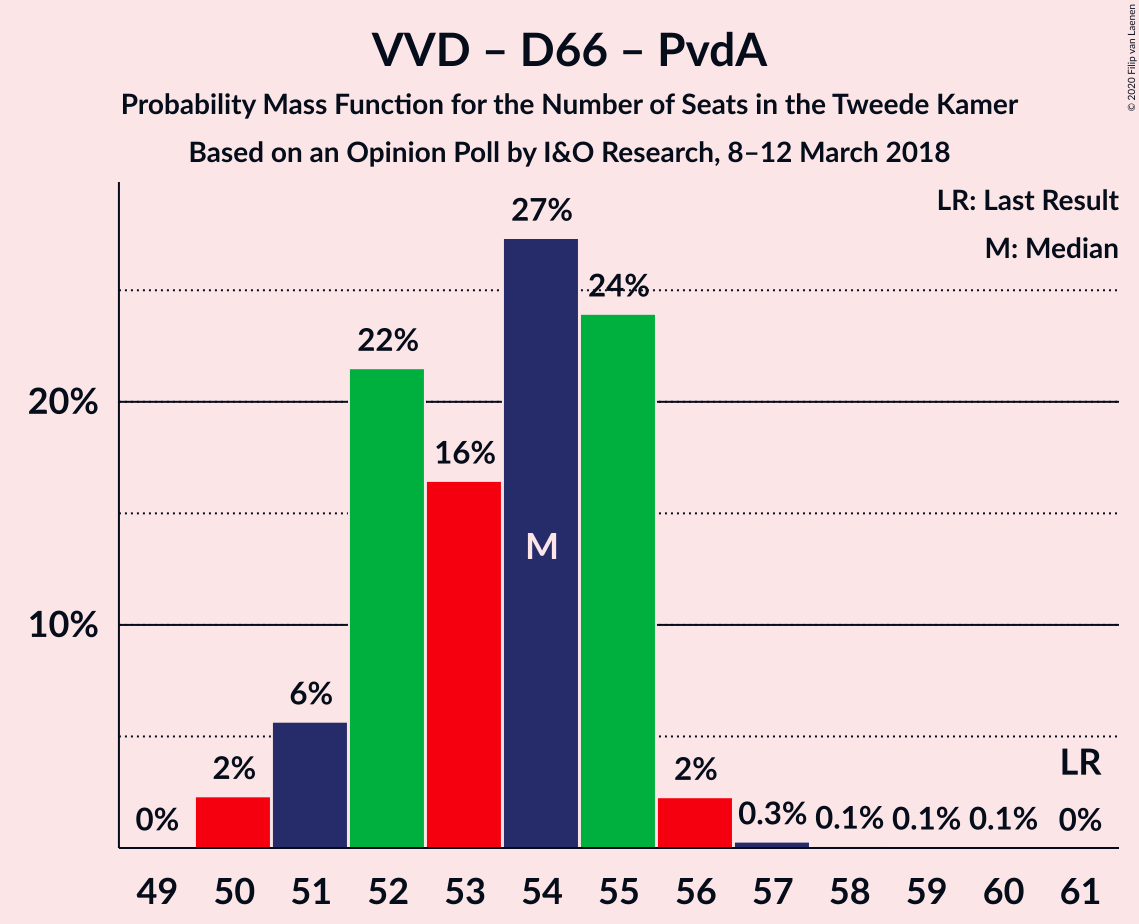 VVD – D66 – PvdA
Probability Mass Function for the Number of Seats in the Tweede Kamer
Based on an Opinion Poll by I&O Research, 8–12 March 2018
© 2020 Filip van Laenen
LR: Last Result
M: Median
20%
10%
0%
2%
6%
22%
16%
27%
24%
2%
0.3%
0.1%
0.1%
0.1%
0%
M
LR
49 50 51 52 53 54 55 56 57 58 59 60 61